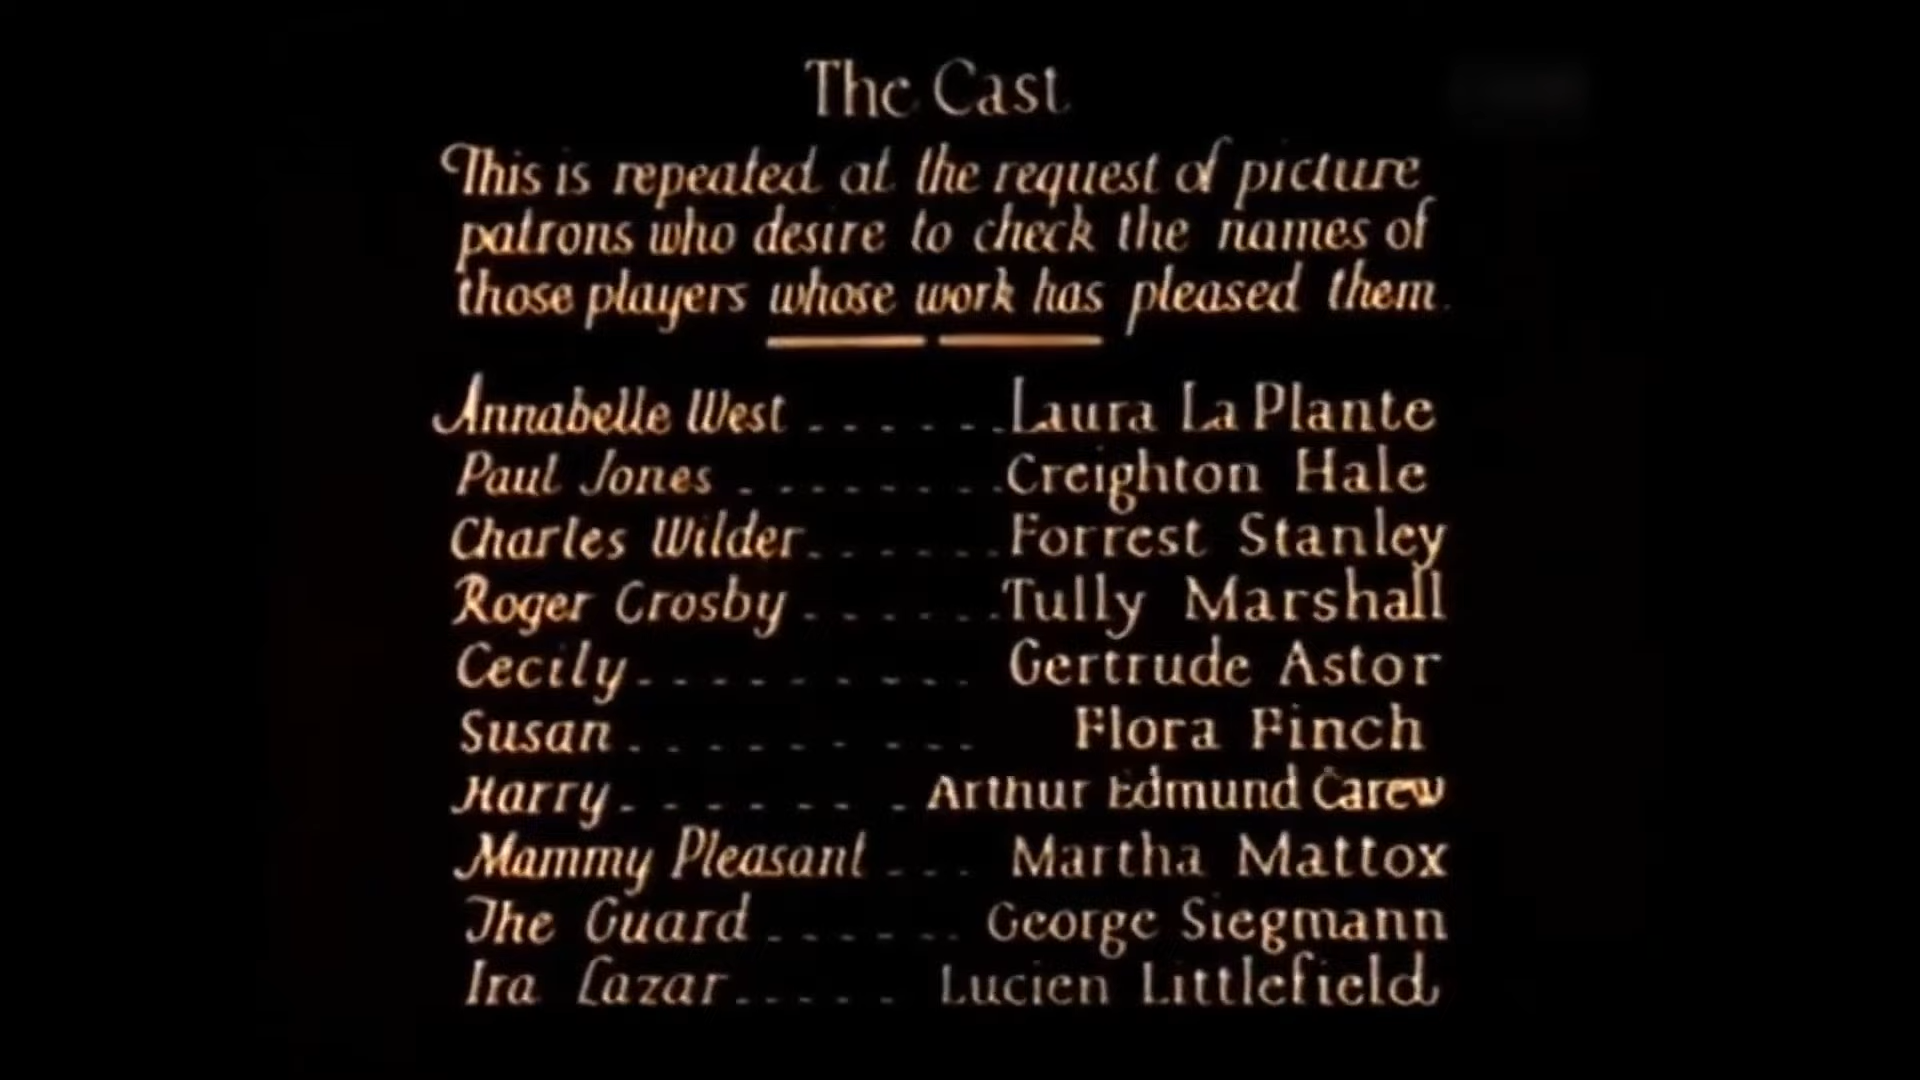 The Cast
This is repeated at the request of picture
patrons who desire to check the names of
those players whose work has pleased them.
Annabelle West - - - - - - Laura La Plante
Paul Jones - - - - - - - - Creighton Hale
Charles Wilder - - - - - - Forrest Stanley
Roger Crosby - - - - - - Tully Marshall
Cecily - - - - - - - - - Gertrude Astor
Susan - - - - - - - - - Flora Finch
Harry - - - - - - - - Arthur Edmund Carew
Mammy Pleasant - - - Martha Mattox
The Guard - - - - - - George Siegmann
Ira Lazar - - - - - Lucien Littlefield